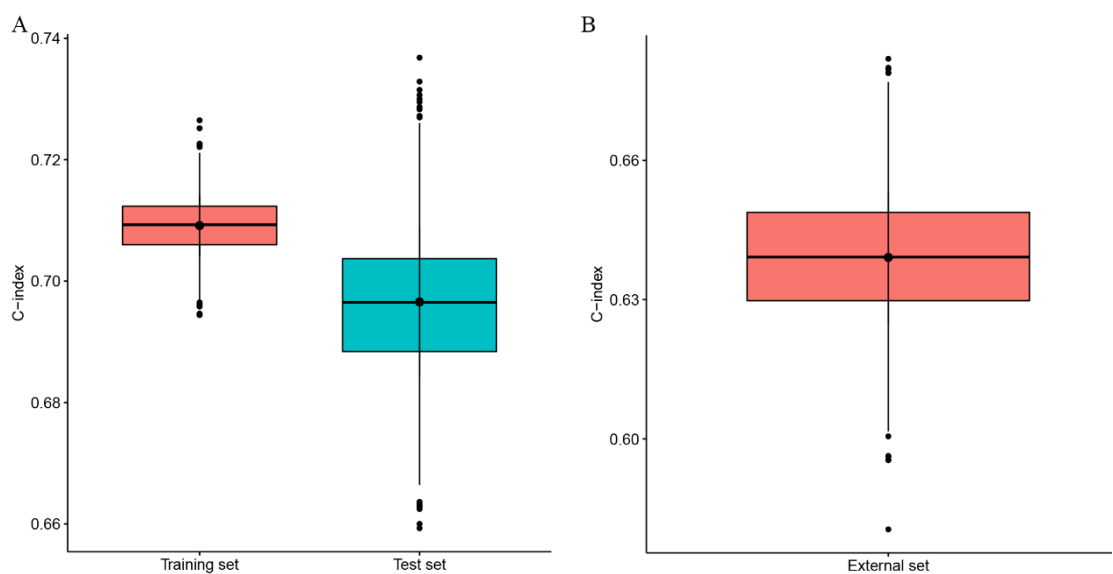 A
C-index
0.74
0.72
0.70
0.68
0.66
Training set
Test set
B
C-index
0.66
0.63
0.60
External set